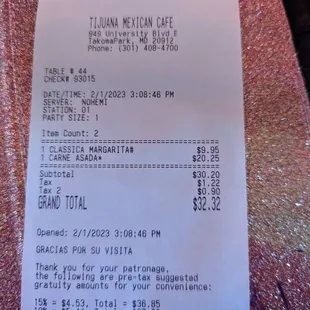 TIJUANA MEXICAN CAFE
949 University Blvd E
TakomaPark, MD 20912
Phone: (301) 408-4700
TABLE # 44
CHECK# 93015
DATE/TIME: 2/1/2023 3:08:46 PM
SERVER: NOHEMI
STATION: 01
PARTY SIZE: 1
Item Count: 2
1 CLASSICA MARGARITA# $9.95
1 CARNE ASADA* $20.25
Subtotal $30.20
Tax $1.22
Tax 2 $0.90
GRAND TOTAL $32.32
Opened: 2/1/2023 3:08:46 PM
GRACIAS POR SU VISITA
Thank you for your patronage,
the following are pre-tax suggested
gratuity amounts for your convenience:
15% = $4.53, Total = $36.85